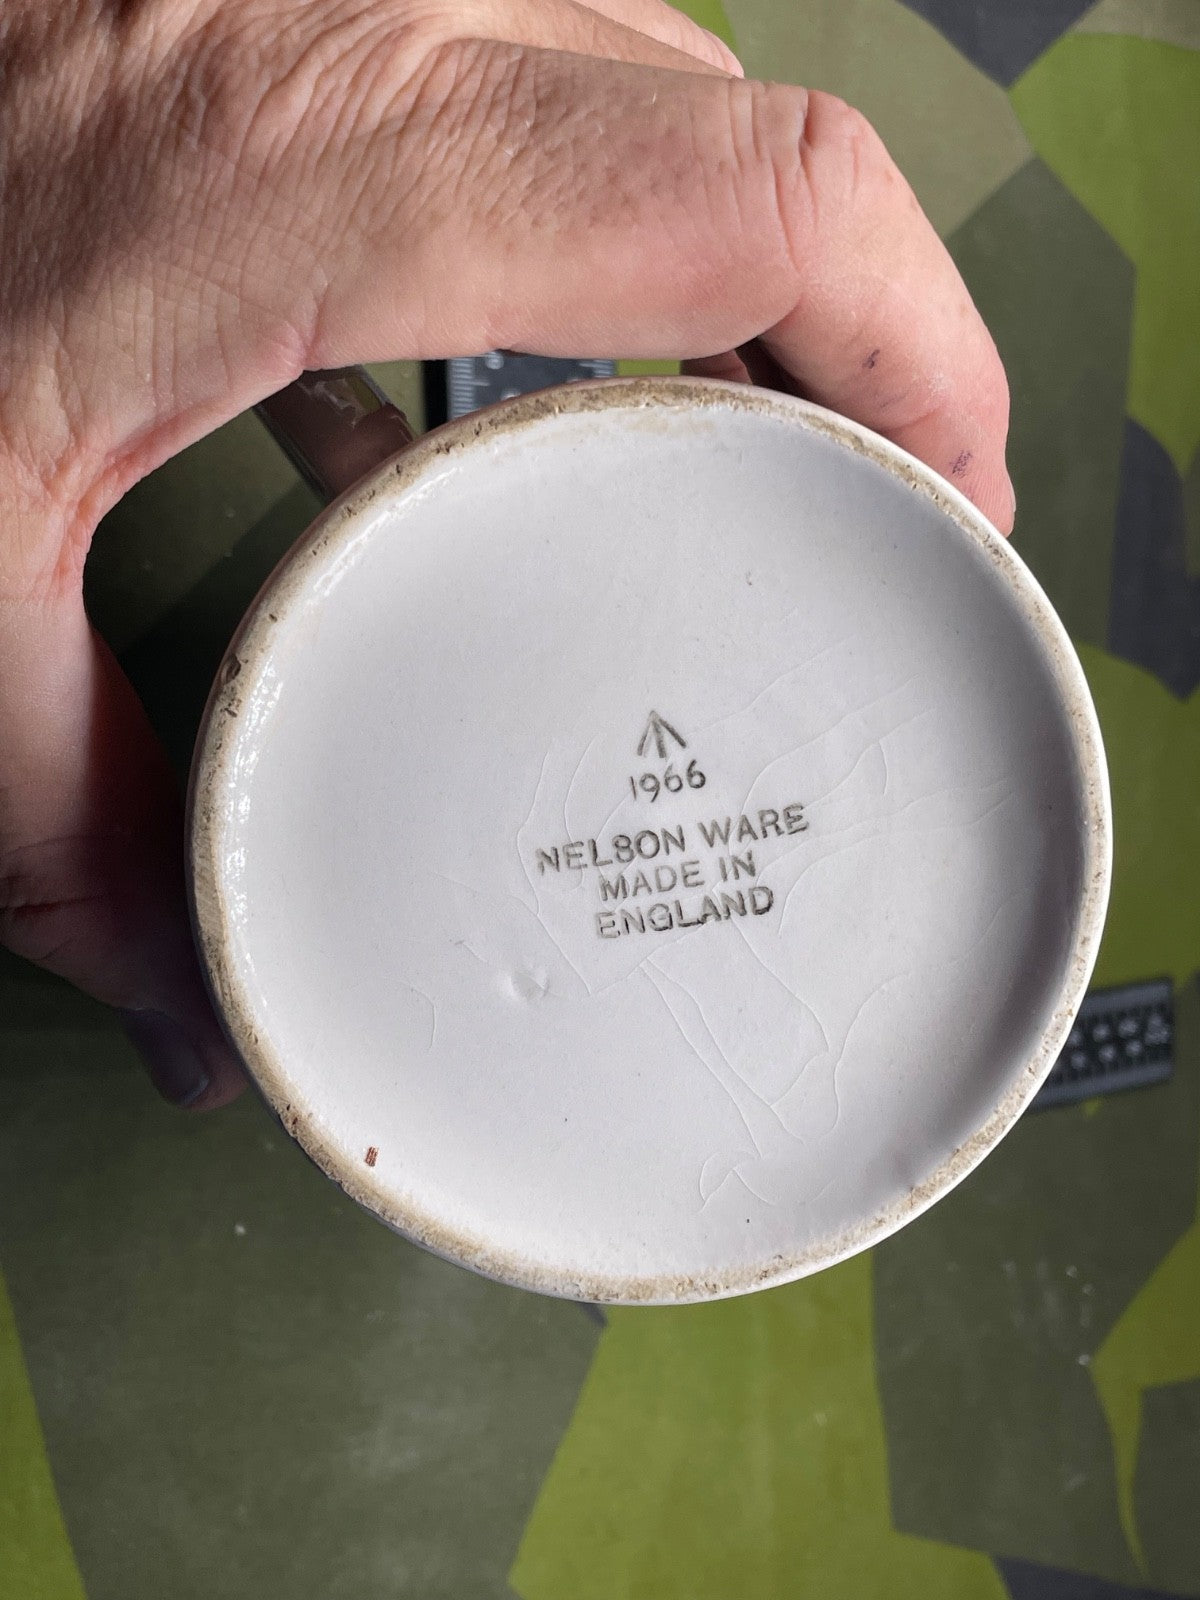 1966
NELSON WARE
MADE IN
ENGLAND